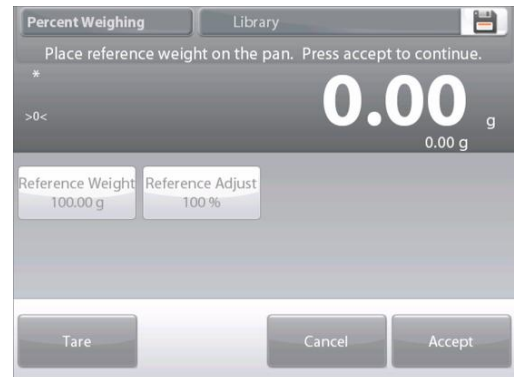 Percent Weighing Library
Place reference weight on the pan. Press accept to continue.
*
0.00 g
>0<
0.00 g
Reference Weight Reference Adjust
100.00 g 100 %
Tare Cancel Accept